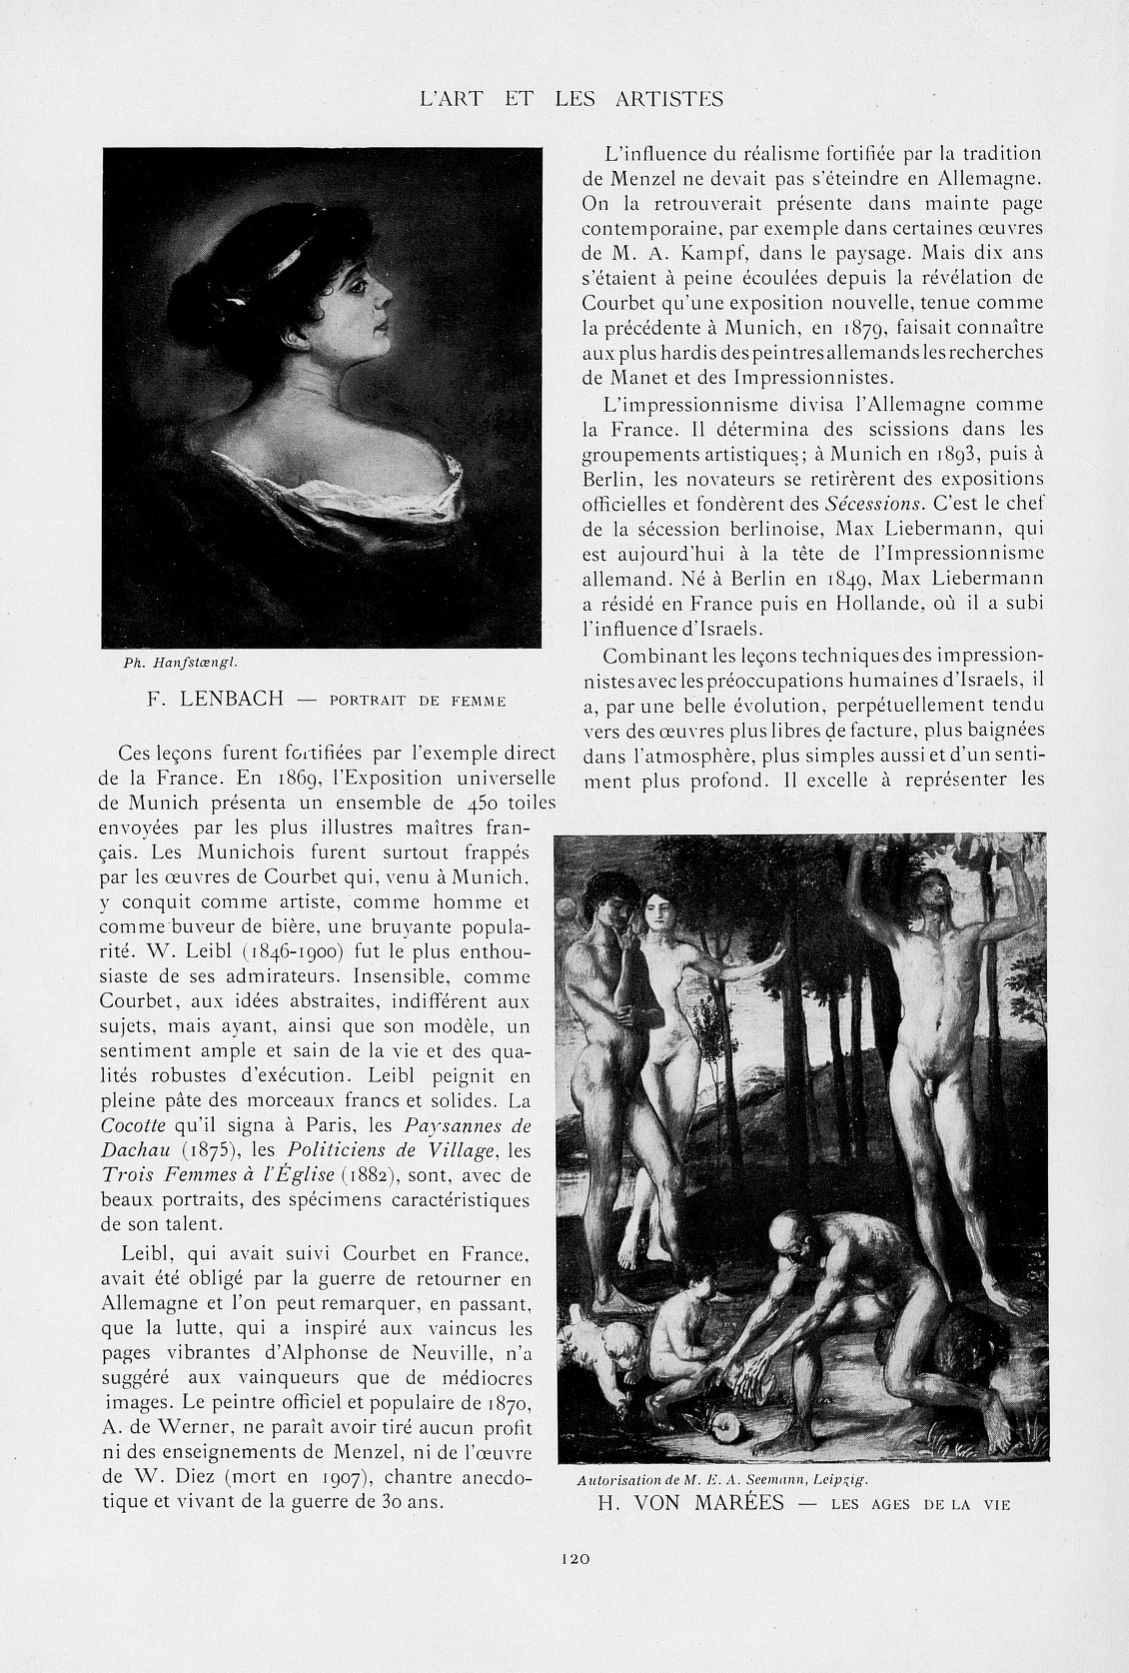 L'ART ET LES ARTISTES
Ph. Hanfstœngl.
F. LENBACH — PORTRAIT DE FEMME
Ces leçons furent fortifiées par l'exemple direct
de la France. En 1869, l'Exposition universelle
de Munich présenta un ensemble de 450 toiles
envoyées par les plus illustres maîtres fran-
çais. Les Munichois furent surtout frappés
par les œuvres de Courbet qui, venu à Munich,
y conquit comme artiste, comme homme et
comme buveur de bière, une bruyante popula-
rité. W. Leibl (1846-1900) fut le plus enthou-
siaste de ses admirateurs. Insensible, comme
Courbet, aux idées abstraites, indifférent aux
sujets, mais ayant, ainsi que son modèle, un
sentiment ample et sain de la vie et des qua-
lités robustes d'exécution. Leibl peignit en
pleine pâte des morceaux francs et solides. La
Cocotte qu'il signa à Paris, les Paysannes de
Dachau (1875), les Politiciens de Village, les
Trois Femmes à l'Église (1882), sont, avec de
beaux portraits, des spécimens caractéristiques
de son talent.
Leibl, qui avait suivi Courbet en France,
avait été obligé par la guerre de retourner en
Allemagne et l'on peut remarquer, en passant,
que la lutte, qui a inspiré aux vaincus les
pages vibrantes d'Alphonse de Neuville, n'a
suggéré aux vainqueurs que de médiocres
images. Le peintre officiel et populaire de 1870,
A. de Werner, ne paraît avoir tiré aucun profit
ni des enseignements de Menzel, ni de l'œuvre
de W. Diez (mort en 1907), chantre anecdo-
tique et vivant de la guerre de 30 ans.
L'influence du réalisme fortifiée par la tradition
de Menzel ne devait pas s'éteindre en Allemagne.
On la retrouverait présente dans mainte page
contemporaine, par exemple dans certaines œuvres
de M. A. Kampf, dans le paysage. Mais dix ans
s'étaient à peine écoulées depuis la révélation de
Courbet qu'une exposition nouvelle, tenue comme
la précédente à Munich, en 1879, faisait connaître
aux plus hardis des peintres allemands les recherches
de Manet et des Impressionnistes.
L'impressionnisme divisa l'Allemagne comme
la France. Il détermina des scissions dans les
groupements artistiques; à Munich en 1893, puis à
Berlin, les novateurs se retirèrent des expositions
officielles et fondèrent des Sécessions. C'est le chef
de la sécession berlinoise, Max Liebermann, qui
est aujourd'hui à la tête de l'Impressionnisme
allemand. Né à Berlin en 1849, Max Liebermann
a résidé en France puis en Hollande, où il a subi
l'influence d'Israels.
Combinant les leçons techniques des impression-
nistes avec les préoccupations humaines d'Israels, il
a, par une belle évolution, perpétuellement tendu
vers des œuvres plus libres de facture, plus baignées
dans l'atmosphère, plus simples aussi et d'un senti-
ment plus profond. Il excelle à représenter les
Autorisation de M. E. A. Seemann, Leipzig.
H. VON MARÉES — LES AGES DE LA VIE
120